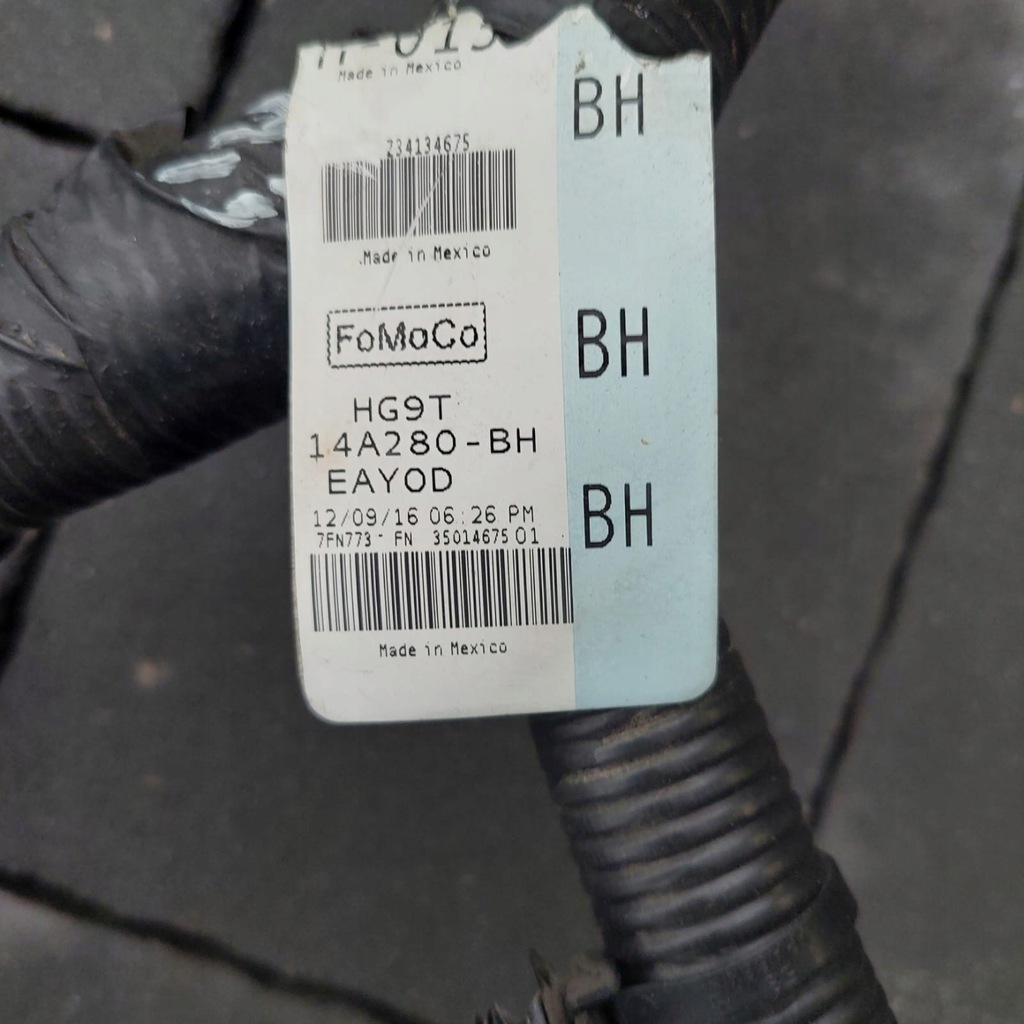 Made in Mexico
BH
234134675
Made in Mexico
FoMoCo
BH
HG9T
14A280-BH
EAYOD
BH
12/09/16 06:26 PM
7FN773- FN 35014675 01
Made in Mexico